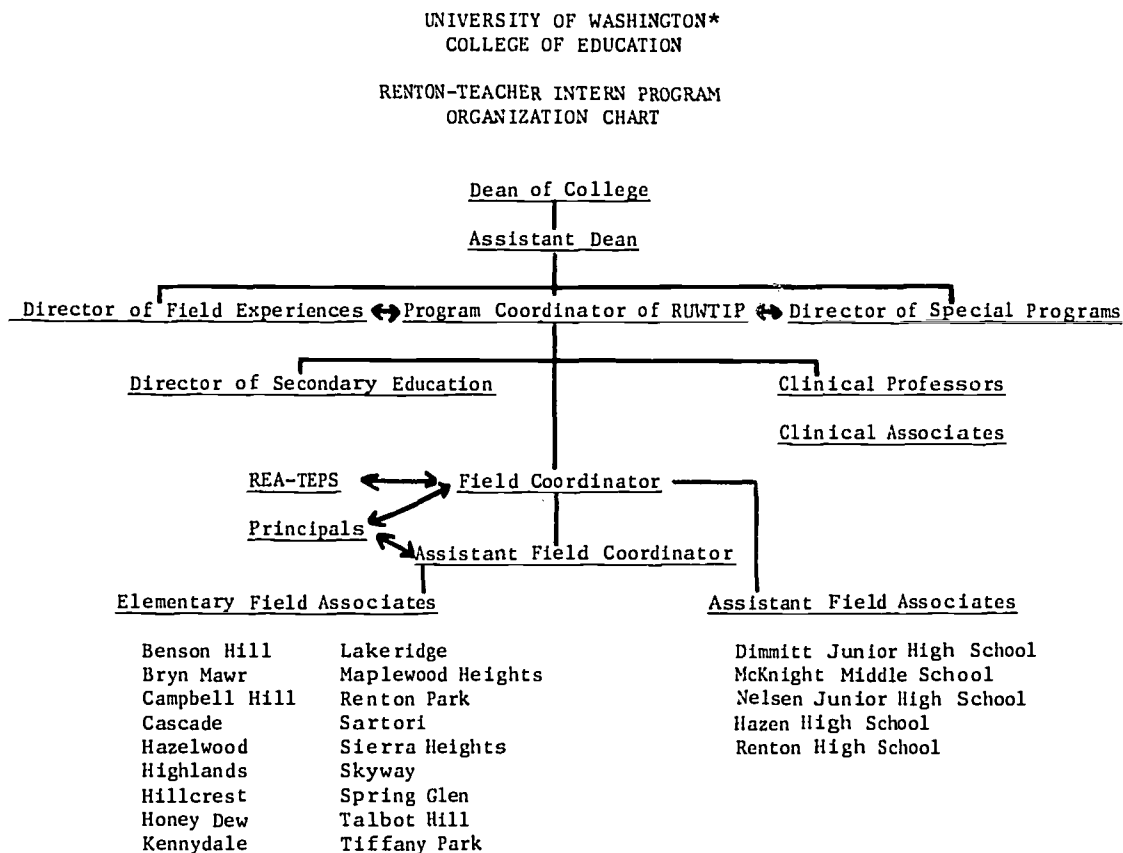 UNIVERSITY OF WASHINGTON*
COLLEGE OF EDUCATION
RENTON-TEACHER INTERN PROGRAM
ORGANIZATION CHART
Dean of College
Assistant Dean
Director of Field Experiences Program Coordinator of RUWTIP Director of Special Programs
Director of Secondary Education Clinical Professors
Clinical Associates
REA-TEPS Field Coordinator
Principals
Assistant Field Coordinator
Elementary Field Associates Assistant Field Associates
Benson Hill Lakeridge Dimmitt Junior High School
Bryn Mawr Maplewood Heights McKnight Middle School
Campbell Hill Renton Park Nelsen Junior High School
Cascade Sartori Hazen High School
Hazelwood Sierra Heights Renton High School
Highlands Skyway
Hillcrest Spring Glen
Honey Dew Talbot Hill
Kennydale Tiffany Park